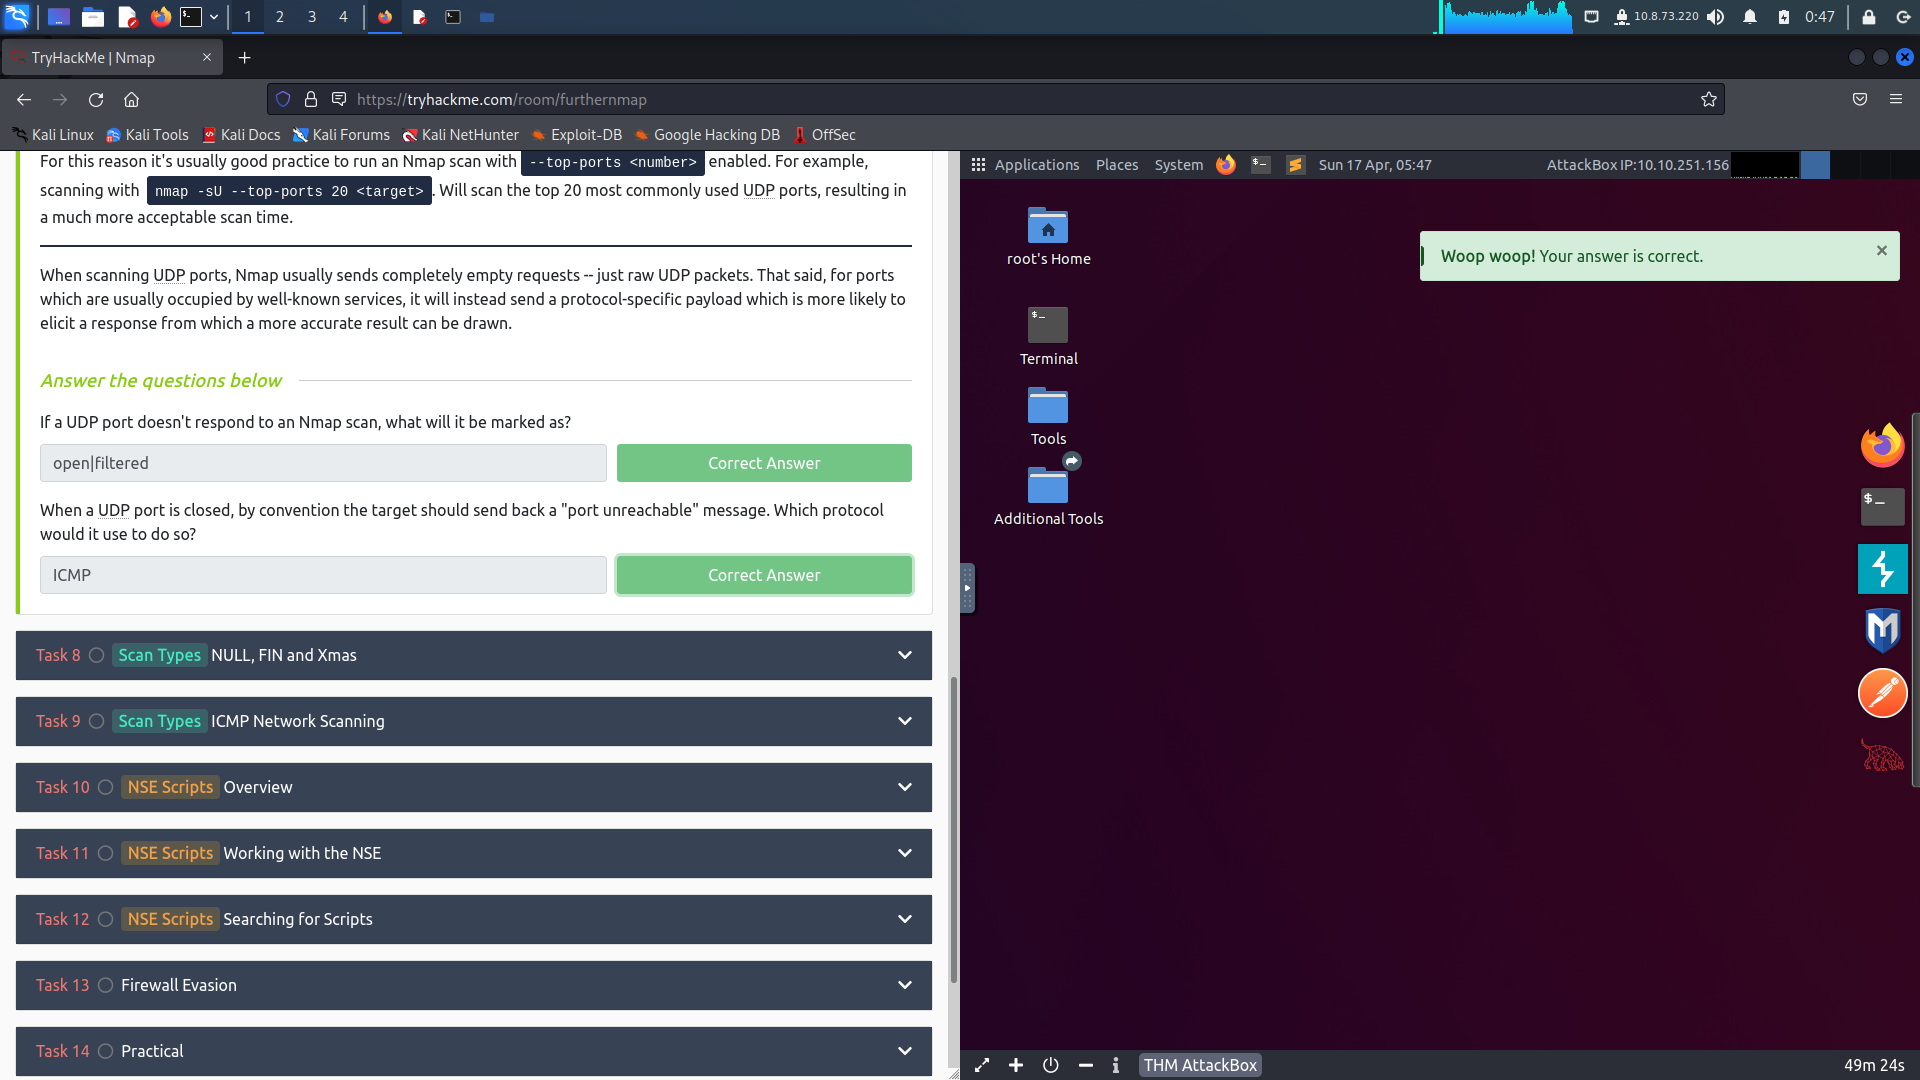 1 2 3 4
10.8.73.220
0:47
TryHackMe | Nmap
https://tryhackme.com/room/furthernmap
Kali Linux Kali Tools Kali Docs Kali Forums Kali NetHunter Exploit-DB Google Hacking DB OffSec
For this reason it's usually good practice to run an Nmap scan with --top-ports <number> enabled. For example,
scanning with nmap -sU --top-ports 20 <target>. Will scan the top 20 most commonly used UDP ports, resulting in
a much more acceptable scan time.
When scanning UDP ports, Nmap usually sends completely empty requests -- just raw UDP packets. That said, for ports
which are usually occupied by well-known services, it will instead send a protocol-specific payload which is more likely to
elicit a response from which a more accurate result can be drawn.
Answer the questions below
If a UDP port doesn't respond to an Nmap scan, what will it be marked as?
open|filtered
Correct Answer
When a UDP port is closed, by convention the target should send back a "port unreachable" message. Which protocol
would it use to do so?
ICMP
Correct Answer
Task 8 Scan Types NULL, FIN and Xmas
Task 9 Scan Types ICMP Network Scanning
Task 10 NSE Scripts Overview
Task 11 NSE Scripts Working with the NSE
Task 12 NSE Scripts Searching for Scripts
Task 13 Firewall Evasion
Task 14 Practical
Applications Places System Sun 17 Apr, 05:47 AttackBox IP:10.10.251.156
root's Home
Terminal
Tools
Additional Tools
Woop woop! Your answer is correct.
THM AttackBox
49m 24s